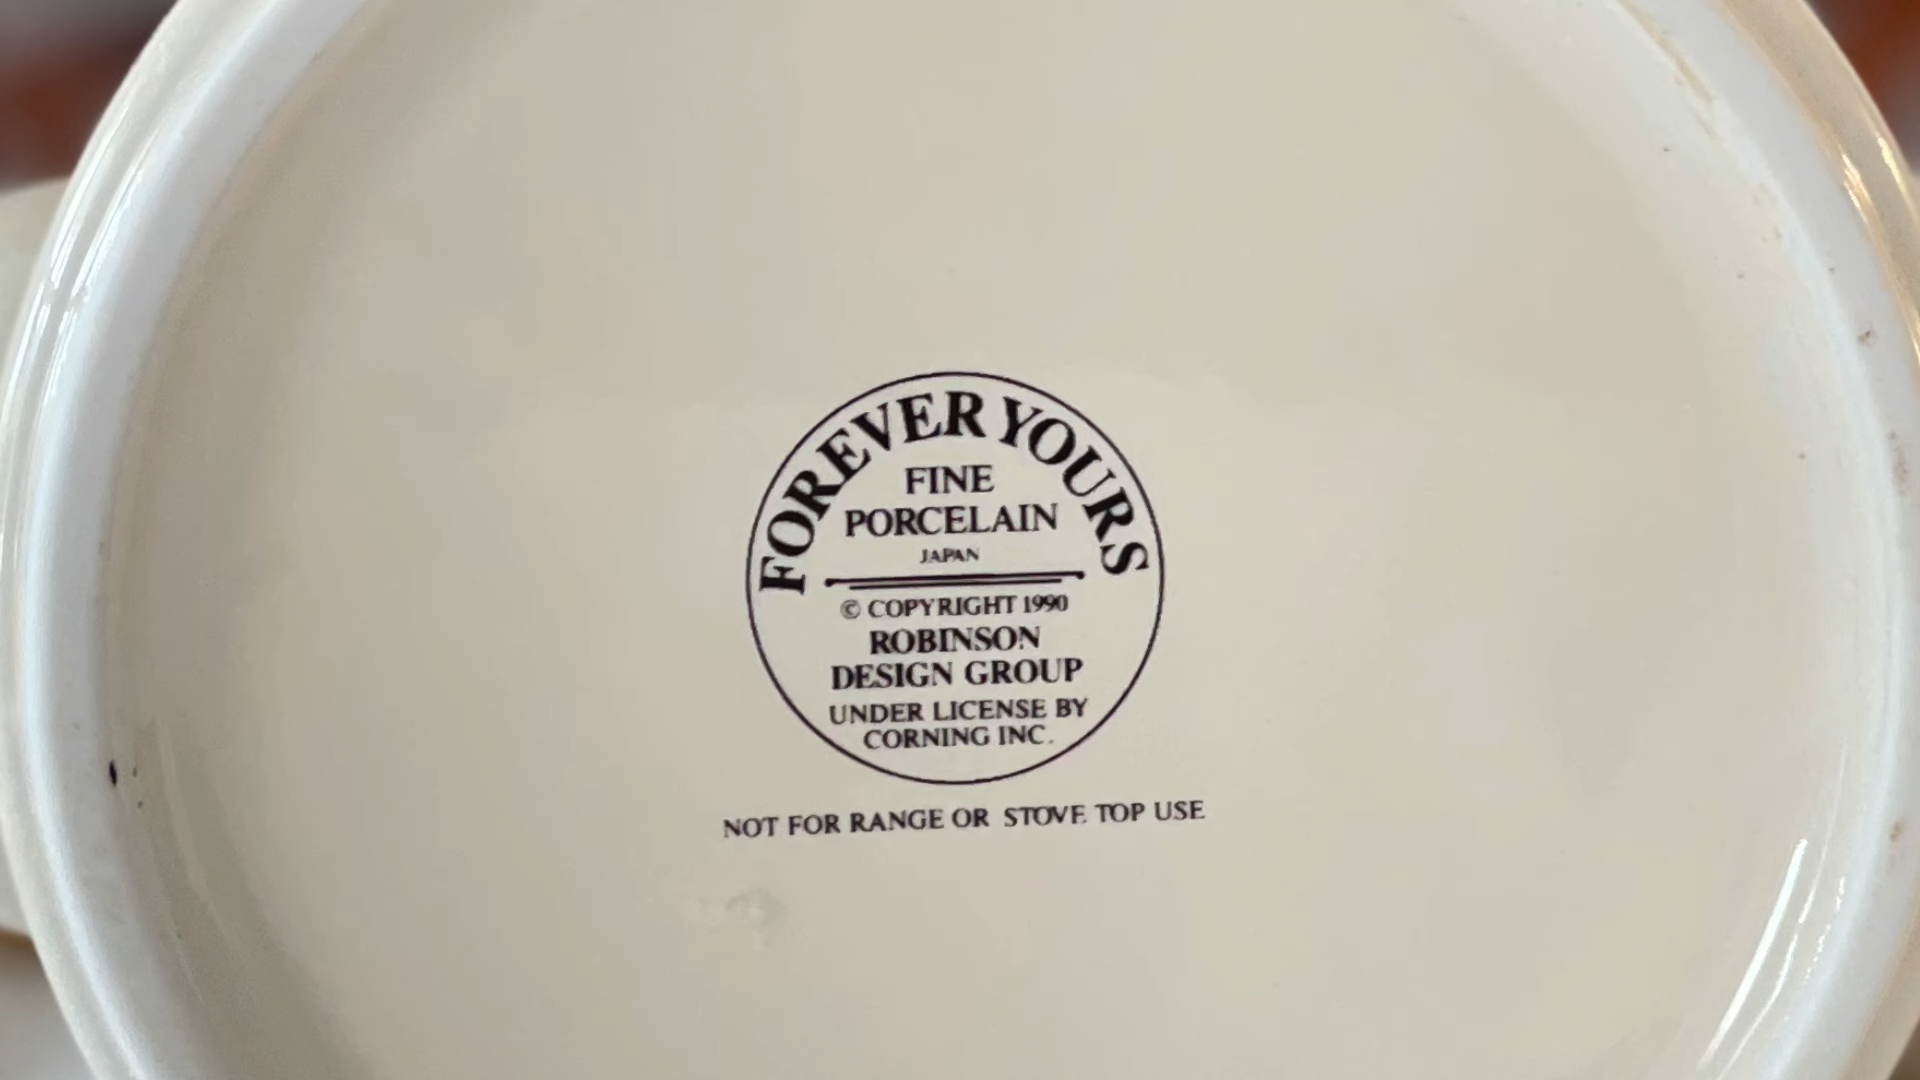 FOREVER YOURS
FINE
PORCELAIN
JAPAN
© COPYRIGHT 1990
ROBINSON
DESIGN GROUP
UNDER LICENSE BY
CORNING INC.
NOT FOR RANGE OR STOVE TOP USE